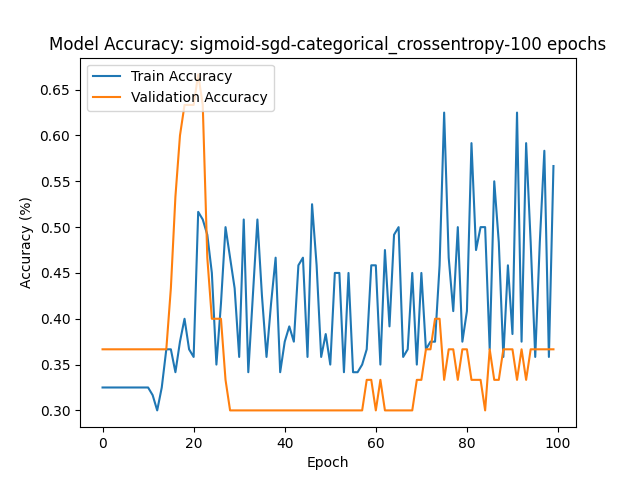 Model Accuracy: sigmoid-sgd-categorical_crossentropy-100 epochs
Train Accuracy
Validation Accuracy
0.65
0.60
0.55
0.50
0.45
0.40
0.35
0.30
Accuracy (%)
0 20 40 60 80 100
Epoch